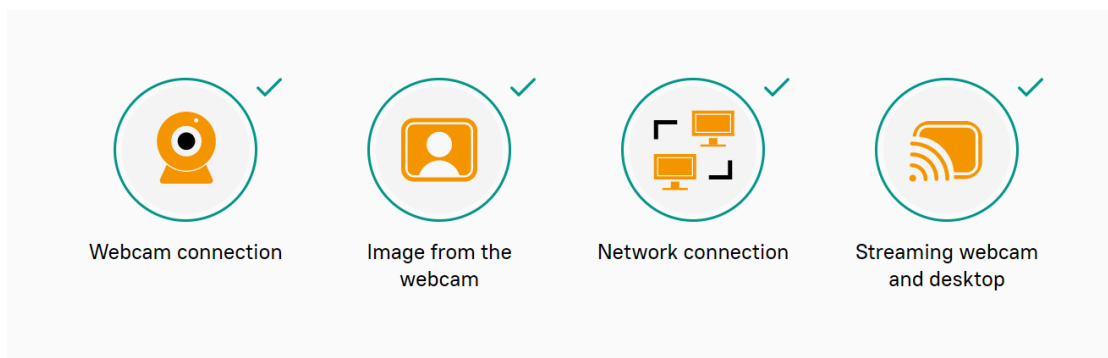 Webcam connection
Image from the
webcam
Network connection
Streaming webcam
and desktop